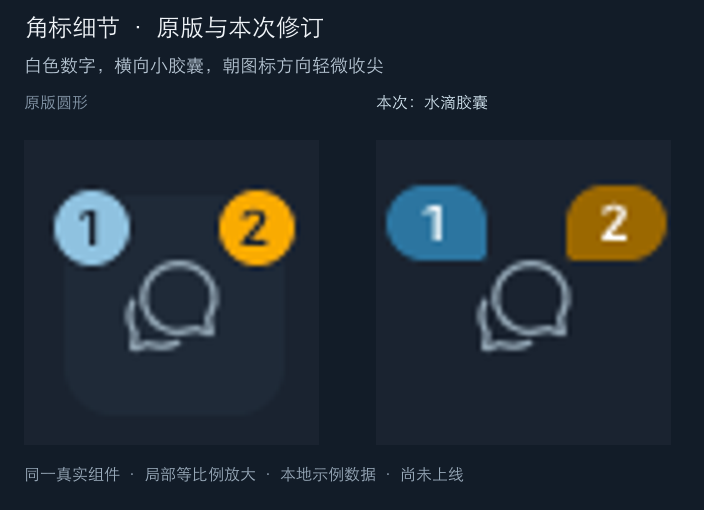 角标细节 · 原版与本次修订
白色数字，横向小胶囊，朝图标方向轻微收尖
原版圆形
本次：水滴胶囊
1
2
1
2
同一真实组件 · 局部等比例放大 · 本地示例数据 · 尚未上线